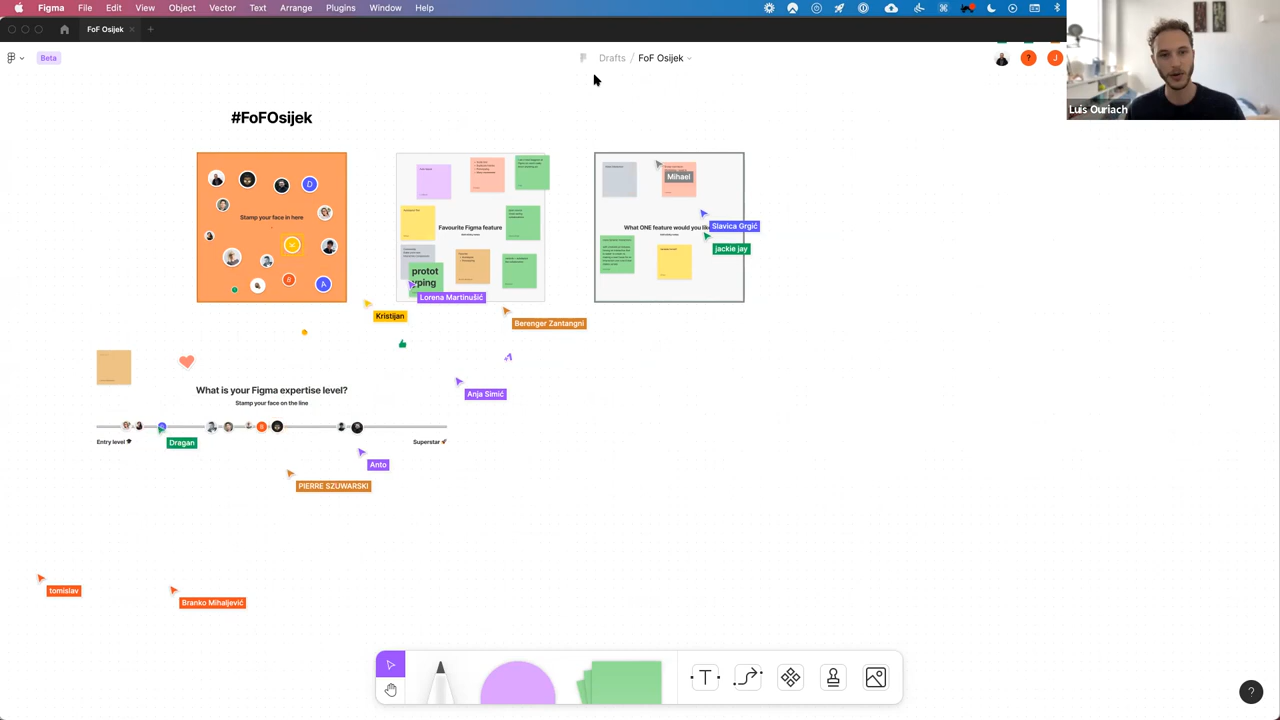 Figma File Edit View Object Vector Text Arrange Plugins Window Help
FoF Osijek
Beta
Drafts / FoF Osijek
? J
Luis Ouriach
#FoFOsijek
D
Stamp your face in here
B A
Favourite Figma feature
protot
yping
What ONE feature would you like
Mihael
Slavica Grgić
jackie jay
Lorena Martinušić
Kristijan
Berenger Zantangni
What is your Figma expertise level?
Stamp your face on the line
Anja Simić
B
Entry level
Superstar
Dragan
Anto
PIERRE SZUWARSKI
tomislav
Branko Mihaljević
T
?